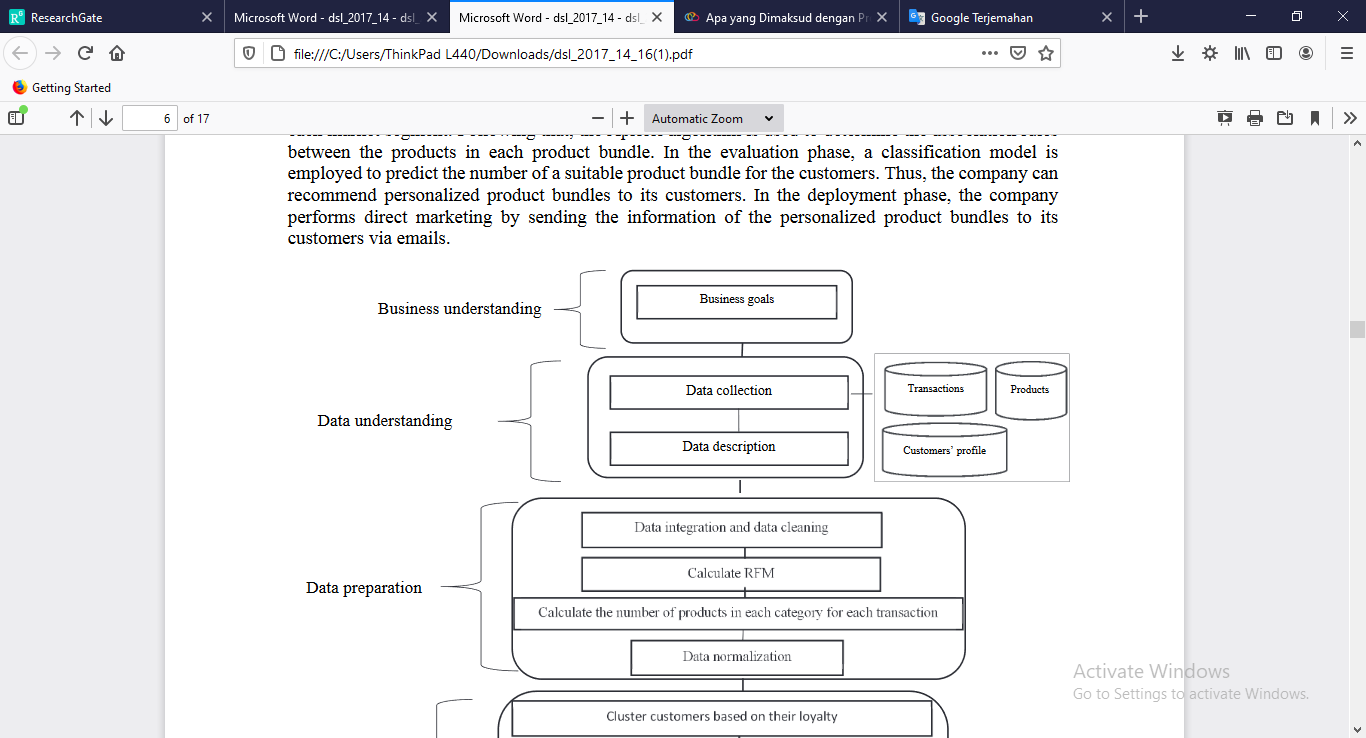 ResearchGate
Microsoft Word - dsl_2017_14 - dsl_
Microsoft Word - dsl_2017_14 - dsl_
Apa yang Dimaksud dengan Pr
Google Terjemahan
file:///C:/Users/ThinkPad L440/Downloads/dsl_2017_14_16(1).pdf
Getting Started
6 of 17
Automatic Zoom
between the products in each product bundle. In the evaluation phase, a classification model is
employed to predict the number of a suitable product bundle for the customers. Thus, the company can
recommend personalized product bundles to its customers. In the deployment phase, the company
performs direct marketing by sending the information of the personalized product bundles to its
customers via emails.
Business understanding
Business goals
Data understanding
Data collection
Data description
Transactions
Products
Customers' profile
Data preparation
Data integration and data cleaning
Calculate RFM
Calculate the number of products in each category for each transaction
Data normalization
Cluster customers based on their loyalty
Activate Windows
Go to Settings to activate Windows.